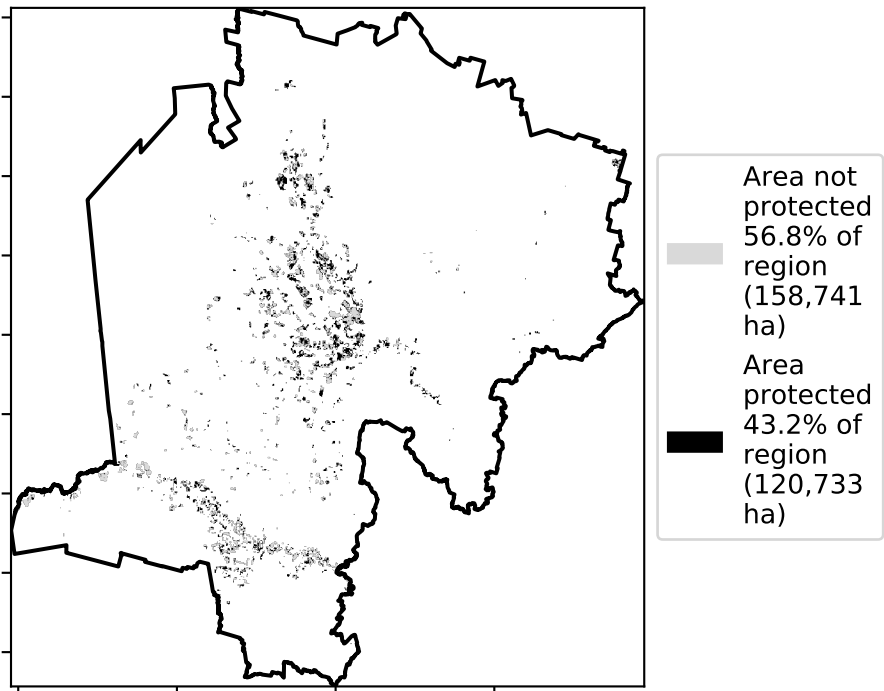 Area not
protected
56.8% of
region
(158,741
ha)
Area
protected
43.2% of
region
(120,733
ha)